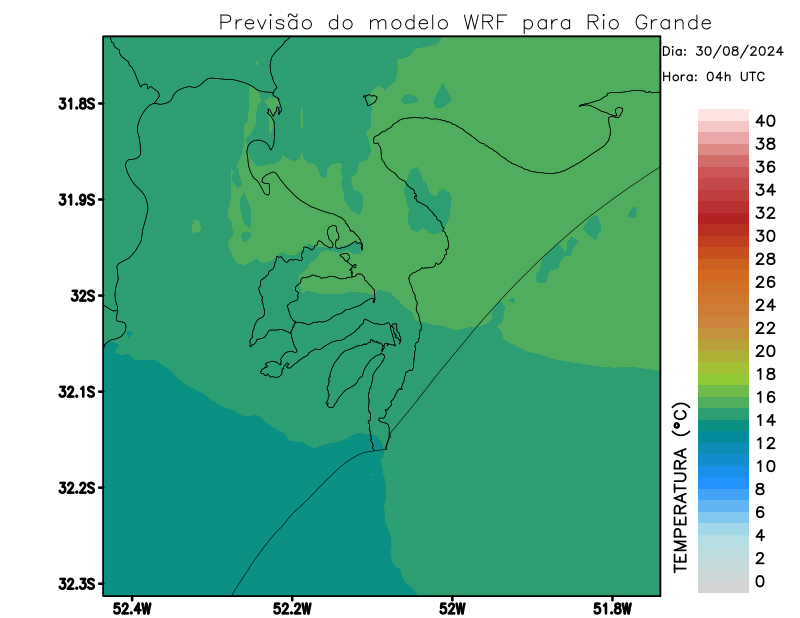 Previsão do modelo WRF para Rio Grande
Dia: 30/08/2024
Hora: 04h UTC
31.8S
31.9S
32S
32.1S
32.2S
32.3S
52.4W
52.2W
52W
51.8W
TEMPERATURA (ºC)
40
38
36
34
32
30
28
26
24
22
20
18
16
14
12
10
8
6
4
2
0